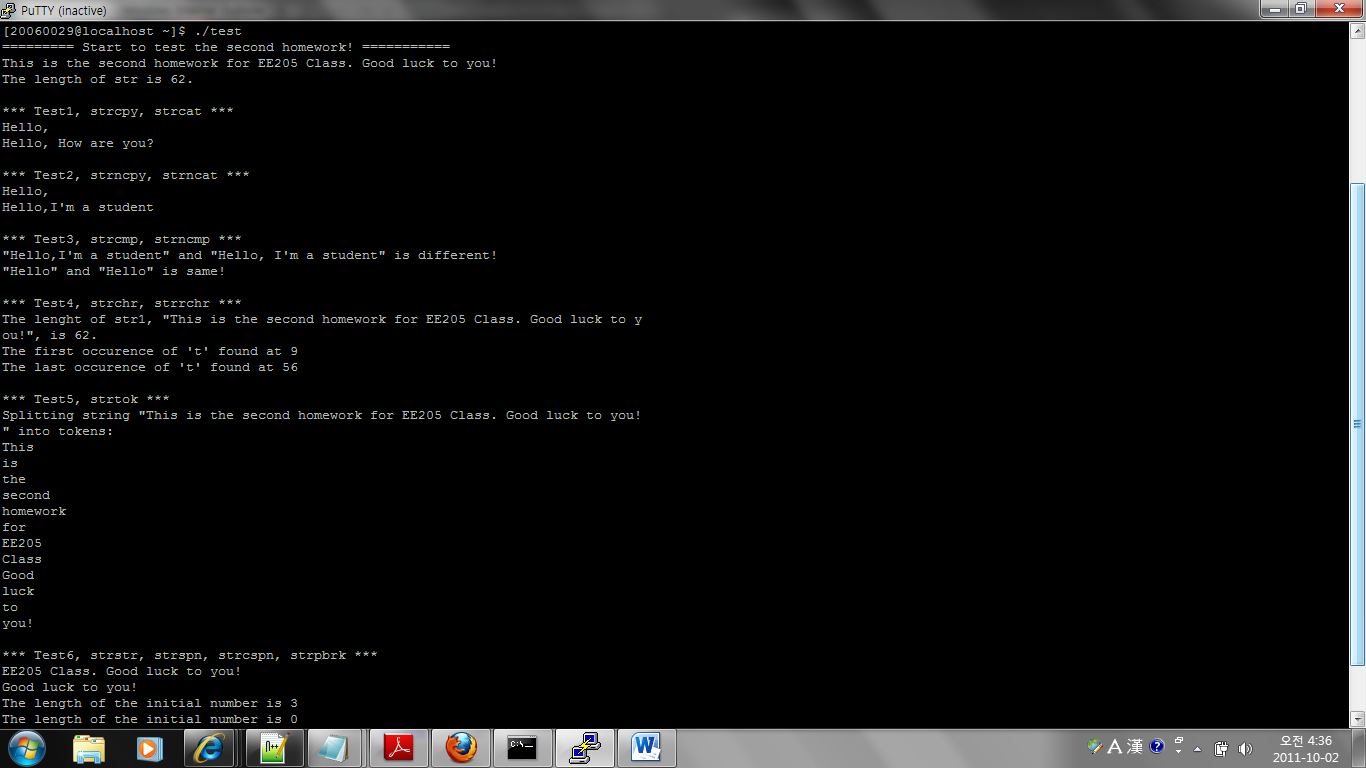 PuTTY (inactive)
[20060029@localhost ~]$ ./test
========= Start to test the second homework! ===========
This is the second homework for EE205 Class. Good luck to you!
The length of str is 62.
*** Test1, strcpy, strcat ***
Hello,
Hello, How are you?
*** Test2, strncpy, strncat ***
Hello,
Hello,I'm a student
*** Test3, strcmp, strncmp ***
"Hello,I'm a student" and "Hello, I'm a student" is different!
"Hello" and "Hello" is same!
*** Test4, strchr, strrchr ***
The lenght of str1, "This is the second homework for EE205 Class. Good luck to y
ou!", is 62.
The first occurence of 't' found at 9
The last occurence of 't' found at 56
*** Test5, strtok ***
Splitting string "This is the second homework for EE205 Class. Good luck to you!
" into tokens:
This
is
the
second
homework
for
EE205
Class
Good
luck
to
you!
*** Test6, strstr, strspn, strcspn, strpbrk ***
EE205 Class. Good luck to you!
Good luck to you!
The length of the initial number is 3
The length of the initial number is 0
A 漢
오전 4:36
2011-10-02